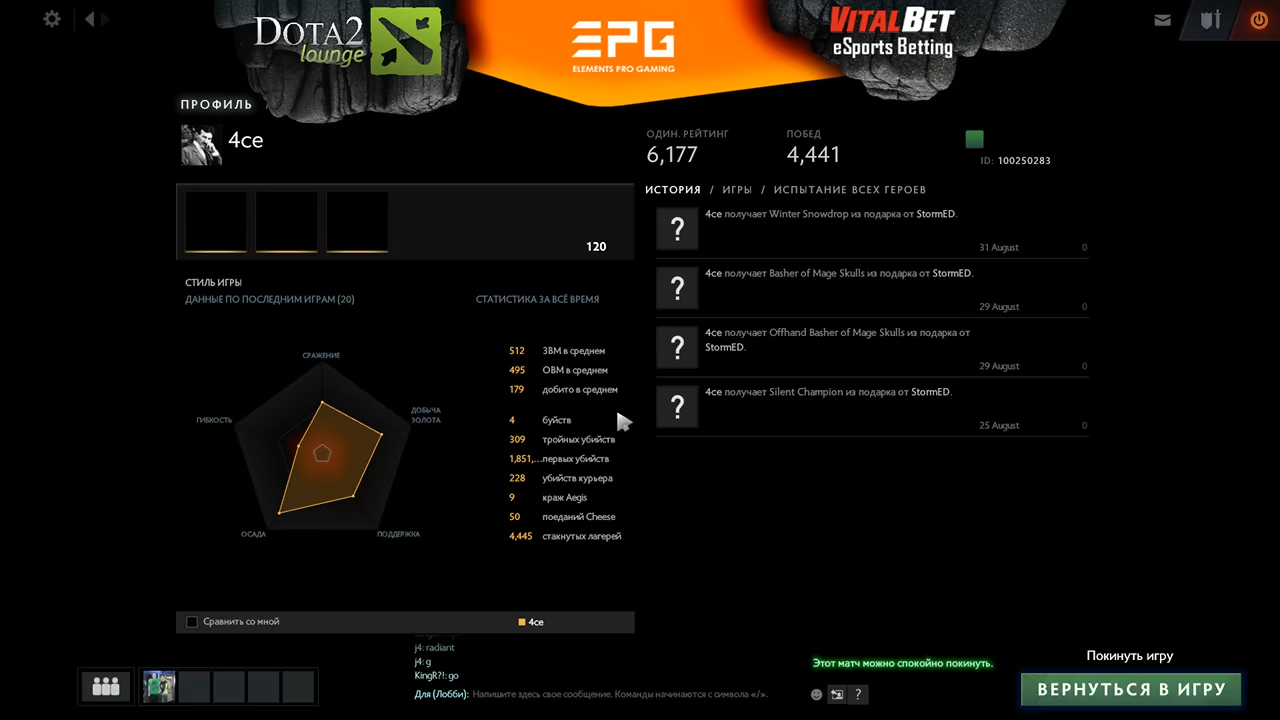 DOTA2
lounge
EPG
ELEMENTS PRO GAMING
VITALBET
eSports Betting
ПРОФИЛЬ
4ce
ОДИН. РЕЙТИНГ
6,177
ПОБЕД
4,441
ID: 100250283
ИСТОРИЯ / ИГРЫ / ИСПЫТАНИЕ ВСЕХ ГЕРОЕВ
120
СТИЛЬ ИГРЫ
ДАННЫЕ ПО ПОСЛЕДНИМ ИГРАМ (20)
СТАТИСТИКА ЗА ВСЁ ВРЕМЯ
СРАЖЕНИЕ
ДОБЫЧА
ЗОЛОТА
ГИБКОСТЬ
ОСАДА
ПОДДЕРЖКА
512 ЗВМ в среднем
495 ОВМ в среднем
179 добито в среднем
4 буйств
309 тройных убийств
1,851,... первых убийств
228 убийств курьера
9 краж Aegis
50 поеданий Cheese
4,445 стакнутых лагерей
?
4ce получает Winter Snowdrop из подарка от StormED.
31 August 0
?
4ce получает Basher of Mage Skulls из подарка от StormED.
29 August 0
?
4ce получает Offhand Basher of Mage Skulls из подарка от
StormED.
29 August 0
?
4ce получает Silent Champion из подарка от StormED.
25 August 0
Сравнить со мной
4ce
j4: radiant
j4: g
KingR?!: go
Для (Лобби): Напишите здесь свое сообщение. Команды начинаются с символа «/».
?
Этот матч можно спокойно покинуть.
Покинуть игру
ВЕРНУТЬСЯ В ИГРУ